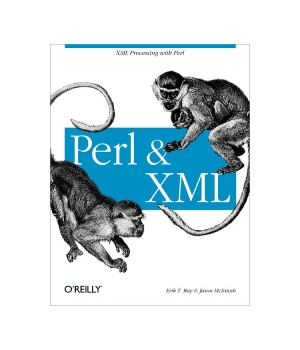 XML Processing with Perl
Perl &
XML
O'REILLY
Erik T. Ray & Jason McIntosh